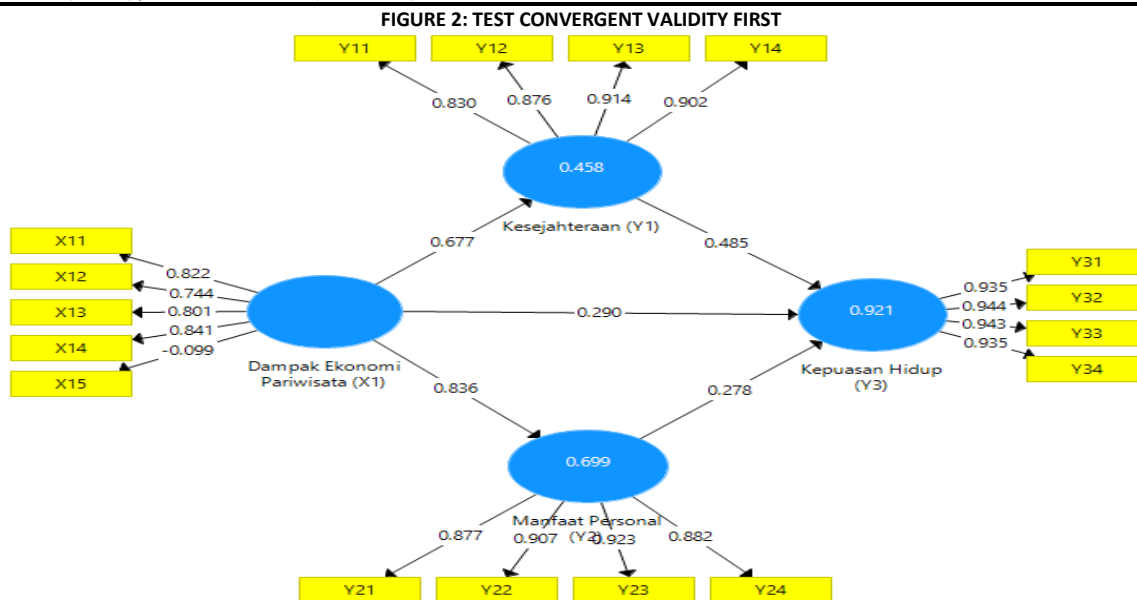 FIGURE 2: TEST CONVERGENT VALIDITY FIRST
Y11
Y12
Y13
Y14
0.830
0.876
0.914
0.902
0.458
Kesejahteraan (Y1)
X11
X12
X13
X14
X15
0.822
0.744
0.801
0.841
-0.099
0.677
0.485
0.290
Dampak Ekonomi
Pariwisata (X1)
0.836
0.278
0.921
Kepuasan Hidup
(Y3)
0.935
0.944
0.943
0.935
Y31
Y32
Y33
Y34
0.699
Manfaat Personal
(Y2)
0.877
0.907
0.923
0.882
Y21
Y22
Y23
Y24